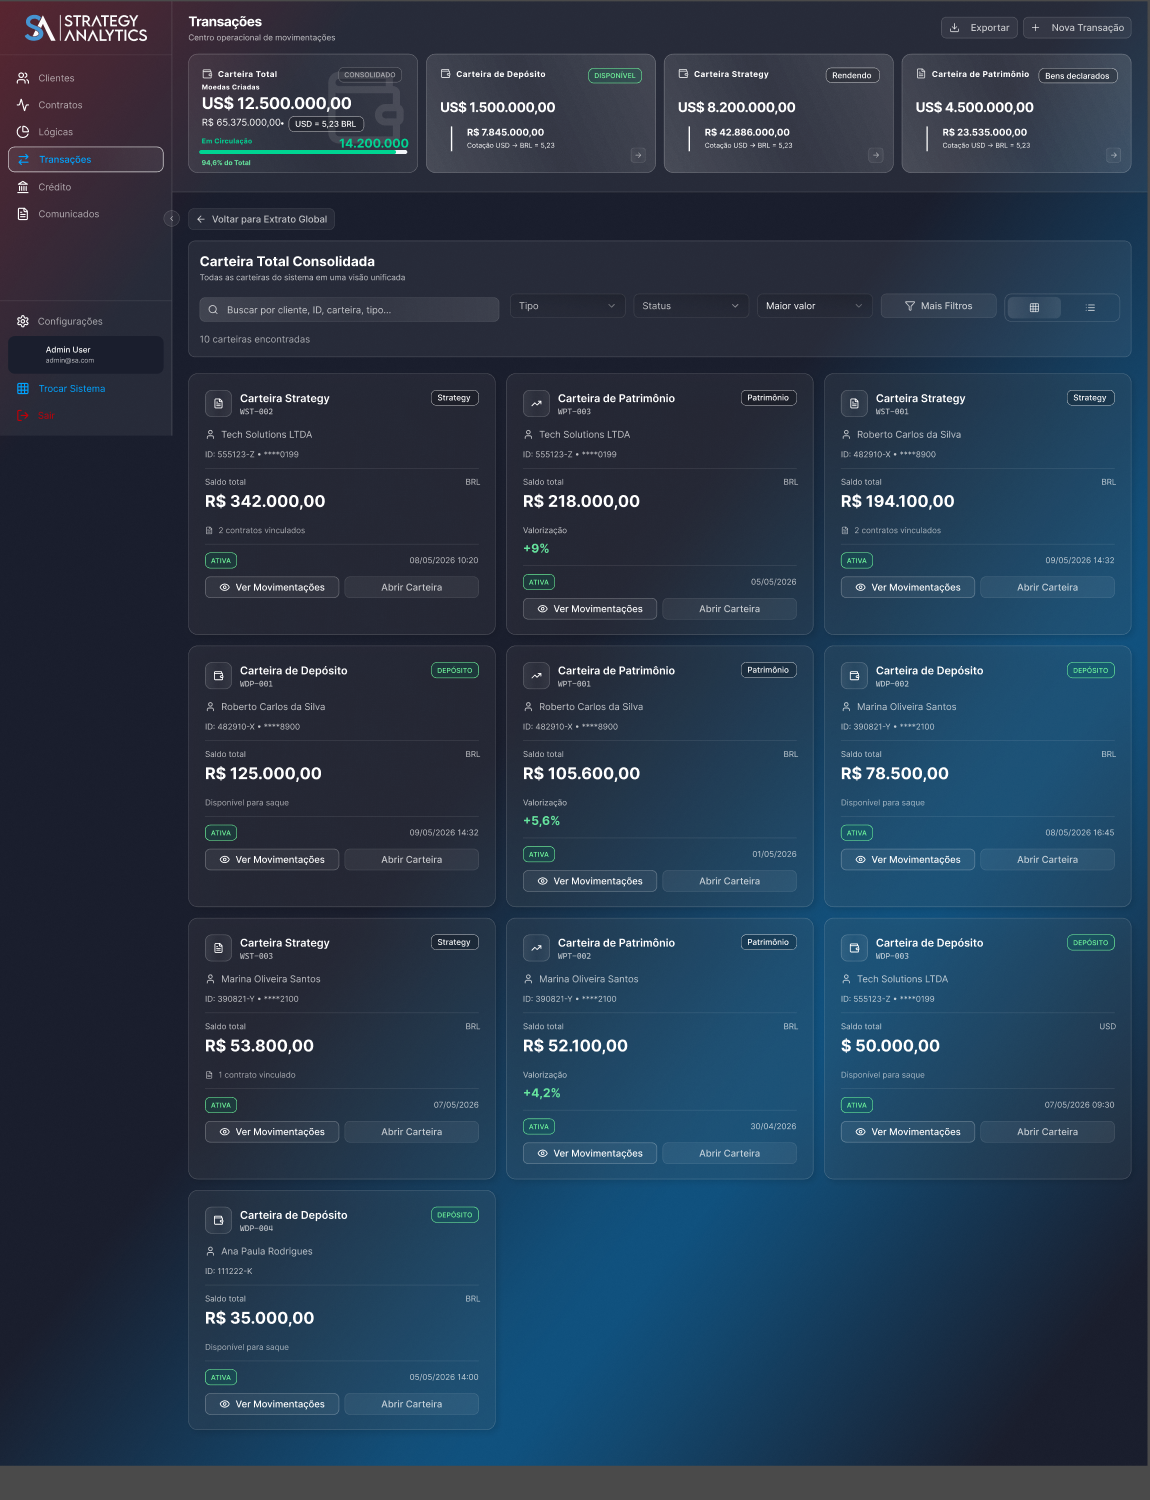 STRATEGY
ANALYTICS
Clientes
Contratos
Lógicas
Transações
Crédito
Comunicados
Configurações
Admin User
admin@sa.com
Trocar Sistema
Sair
Transações
Centro operacional de movimentações
Exportar
Nova Transação
Carteira Total
CONSOLIDADO
Moedas Criadas
US$ 12.500.000,00
R$ 65.375.000,00•
USD = 5,23 BRL
Em Circulação
14.200.000
94,6% do Total
Carteira de Depósito
DISPONÍVEL
US$ 1.500.000,00
R$ 7.845.000,00
Cotação USD → BRL = 5,23
Carteira Strategy
Rendendo
US$ 8.200.000,00
R$ 42.886.000,00
Cotação USD → BRL = 5,23
Carteira de Patrimônio
Bens declarados
US$ 4.500.000,00
R$ 23.535.000,00
Cotação USD → BRL = 5,23
Voltar para Extrato Global
Carteira Total Consolidada
Todas as carteiras do sistema em uma visão unificada
Buscar por cliente, ID, carteira, tipo...
Tipo
Status
Maior valor
Mais Filtros
10 carteiras encontradas
Carteira Strategy
Strategy
WST-002
Tech Solutions LTDA
ID: 555123-Z • ****0199
Saldo total
BRL
R$ 342.000,00
2 contratos vinculados
ATIVA
08/05/2026 10:20
Ver Movimentações
Abrir Carteira
Carteira de Patrimônio
Patrimônio
WPT-003
Tech Solutions LTDA
ID: 555123-Z • ****0199
Saldo total
BRL
R$ 218.000,00
Valorização
+9%
ATIVA
05/05/2026
Ver Movimentações
Abrir Carteira
Carteira Strategy
Strategy
WST-001
Roberto Carlos da Silva
ID: 482910-X • ****8900
Saldo total
BRL
R$ 194.100,00
2 contratos vinculados
ATIVA
09/05/2026 14:32
Ver Movimentações
Abrir Carteira
Carteira de Depósito
DEPÓSITO
WDP-001
Roberto Carlos da Silva
ID: 482910-X • ****8900
Saldo total
BRL
R$ 125.000,00
Disponível para saque
ATIVA
09/05/2026 14:32
Ver Movimentações
Abrir Carteira
Carteira de Patrimônio
Patrimônio
WPT-001
Roberto Carlos da Silva
ID: 482910-X • ****8900
Saldo total
BRL
R$ 105.600,00
Valorização
+5,6%
ATIVA
01/05/2026
Ver Movimentações
Abrir Carteira
Carteira de Depósito
DEPÓSITO
WDP-002
Marina Oliveira Santos
ID: 390821-Y • ****2100
Saldo total
BRL
R$ 78.500,00
Disponível para saque
ATIVA
08/05/2026 16:45
Ver Movimentações
Abrir Carteira
Carteira Strategy
Strategy
WST-003
Marina Oliveira Santos
ID: 390821-Y • ****2100
Saldo total
BRL
R$ 53.800,00
1 contrato vinculado
ATIVA
07/05/2026
Ver Movimentações
Abrir Carteira
Carteira de Patrimônio
Patrimônio
WPT-002
Marina Oliveira Santos
ID: 390821-Y • ****2100
Saldo total
BRL
R$ 52.100,00
Valorização
+4,2%
ATIVA
30/04/2026
Ver Movimentações
Abrir Carteira
Carteira de Depósito
DEPÓSITO
WDP-003
Tech Solutions LTDA
ID: 555123-Z • ****0199
Saldo total
USD
$ 50.000,00
Disponível para saque
ATIVA
07/05/2026 09:30
Ver Movimentações
Abrir Carteira
Carteira de Depósito
DEPÓSITO
WDP-004
Ana Paula Rodrigues
ID: 111222-K
Saldo total
BRL
R$ 35.000,00
Disponível para saque
ATIVA
05/05/2026 14:00
Ver Movimentações
Abrir Carteira